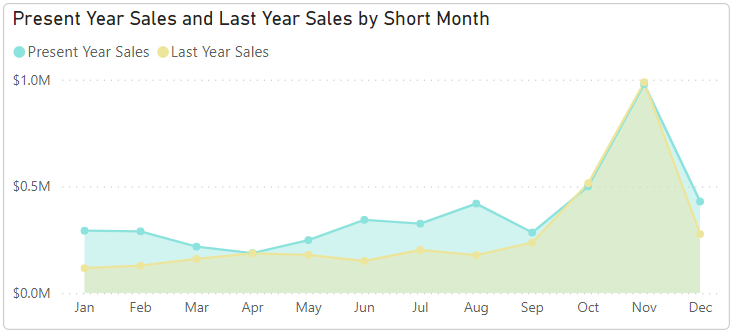 Present Year Sales and Last Year Sales by Short Month
Present Year Sales Last Year Sales
$1.0M
$0.5M
$0.0M
Jan Feb Mar Apr May Jun Jul Aug Sep Oct Nov Dec